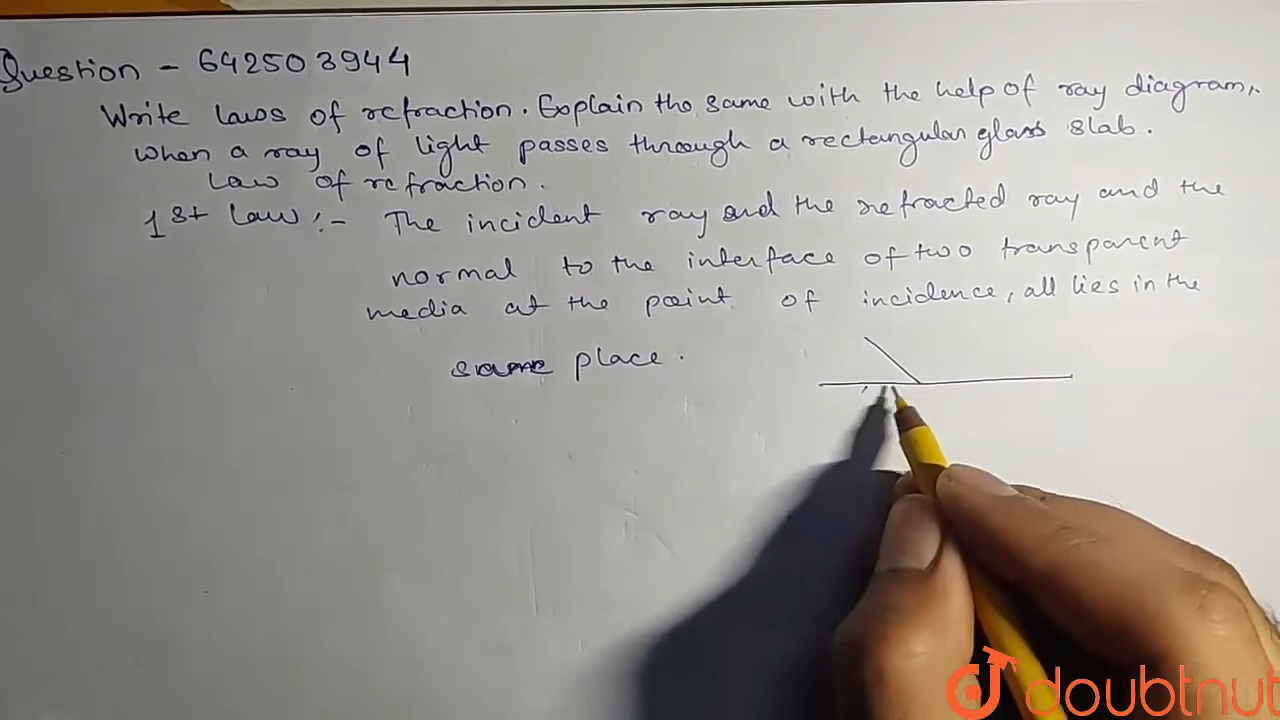 Question - 642503944
Write laws of refraction. Explain the same with the help of ray diagram,
when a ray of light passes through a rectangular glass slab.
Law of refraction.
1st law :- The incident ray and the refracted ray and the
normal to the interface of two transparent
media at the point of incidence, all lies in the
same place.
doubtnut